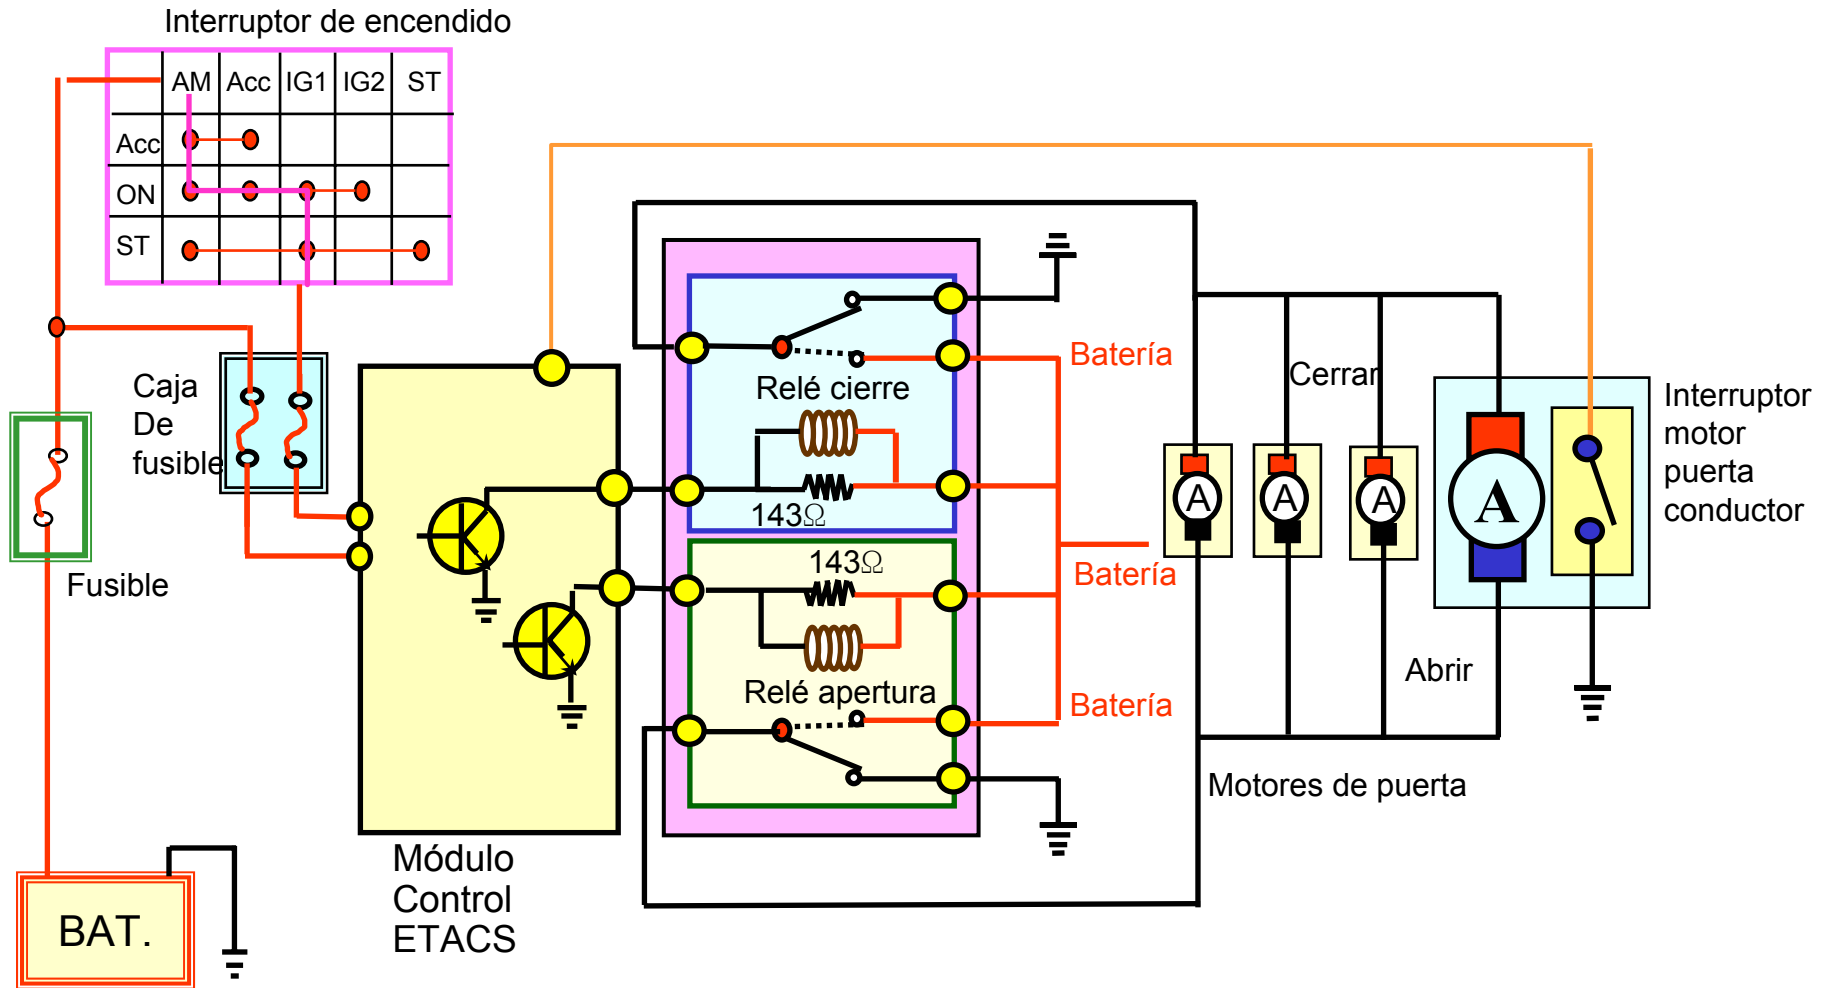 Interruptor de encendido
AM Acc IG1 IG2 ST
Acc
ON
ST
Caja
De
fusible
Fusible
BAT.
Módulo
Control
ETACS
Relé cierre
143Ω
143Ω
Relé apertura
Batería
Batería
Batería
Cerrar
A
A
A
A
Abrir
Motores de puerta
Interruptor
motor
puerta
conductor